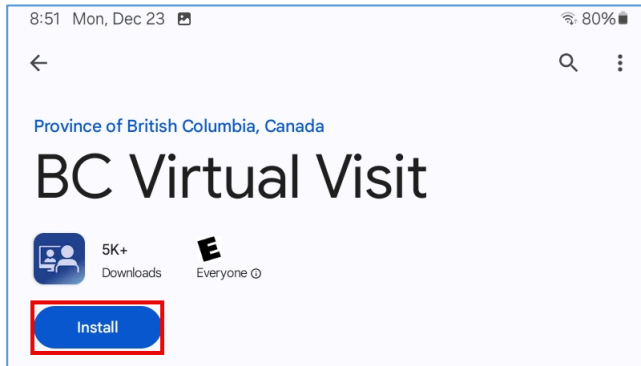 8:51 Mon, Dec 23 80%
Province of British Columbia, Canada
BC Virtual Visit
5K+
Downloads
E
Everyone
Install